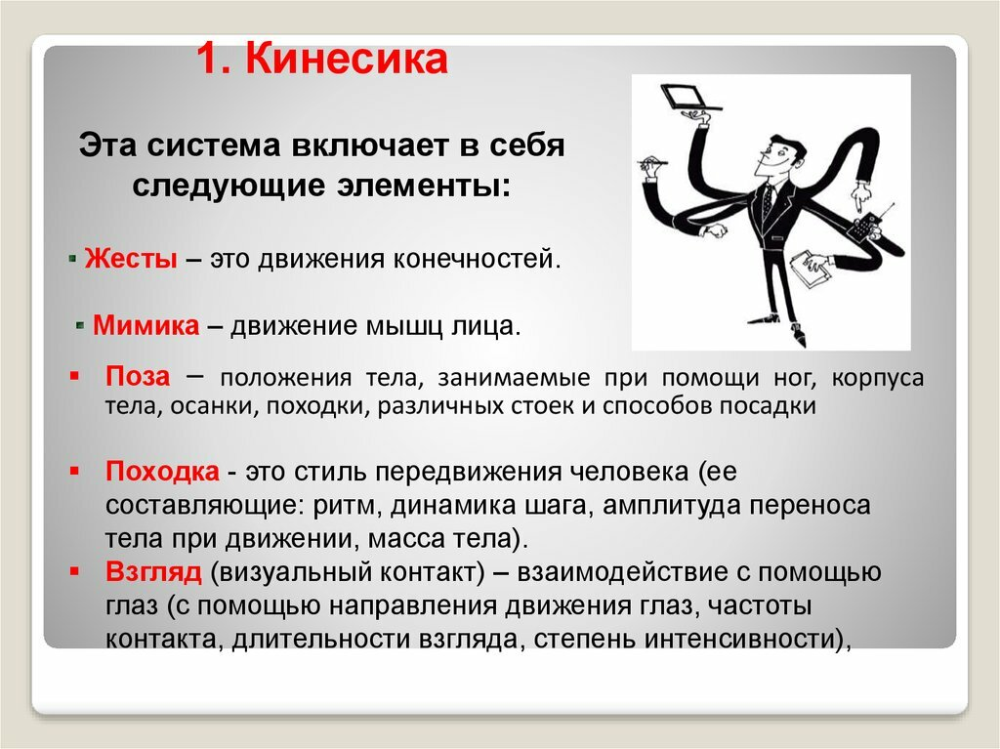 1. Кинесика
Эта система включает в себя
следующие элементы:
▪ Жесты – это движения конечностей.
▪ Мимика – движение мышц лица.
▪ Поза – положения тела, занимаемые при помощи ног, корпуса
тела, осанки, походки, различных стоек и способов посадки
▪ Походка - это стиль передвижения человека (ее
составляющие: ритм, динамика шага, амплитуда переноса
тела при движении, масса тела).
▪ Взгляд (визуальный контакт) – взаимодействие с помощью
глаз (с помощью направления движения глаз, частоты
контакта, длительности взгляда, степень интенсивности),